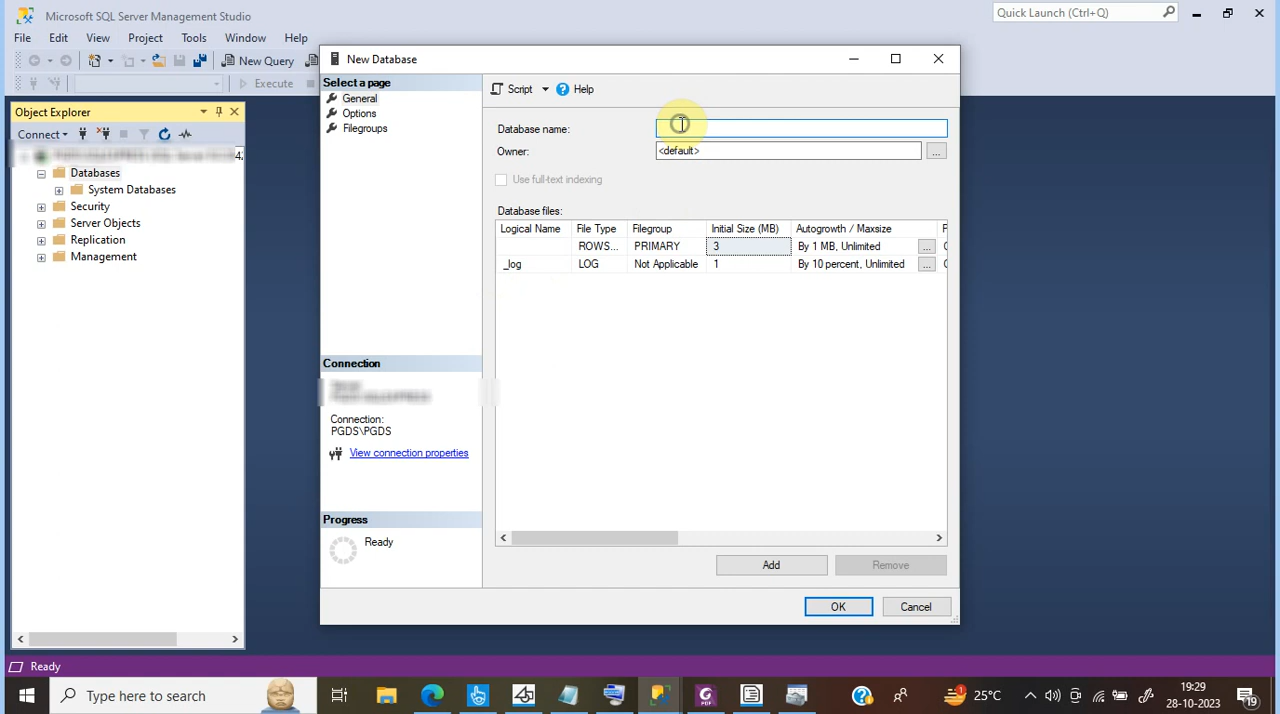 Microsoft SQL Server Management Studio
Quick Launch (Ctrl+Q)
File Edit View Project Tools Window Help
New Query
Execute
Object Explorer
Connect
Databases
System Databases
Security
Server Objects
Replication
Management
New Database
Select a page
General
Options
Filegroups
Script Help
Database name:
Owner: <default> ...
Use full-text indexing
Database files:
Logical Name File Type Filegroup Initial Size (MB) Autogrowth / Maxsize
ROWS... PRIMARY 3 By 1 MB, Unlimited ...
_log LOG Not Applicable 1 By 10 percent, Unlimited ...
Connection
Connection:
PGDS\PGDS
View connection properties
Progress
Ready
Add Remove
OK Cancel
Ready
Type here to search
25°C
19:29
28-10-2023
19